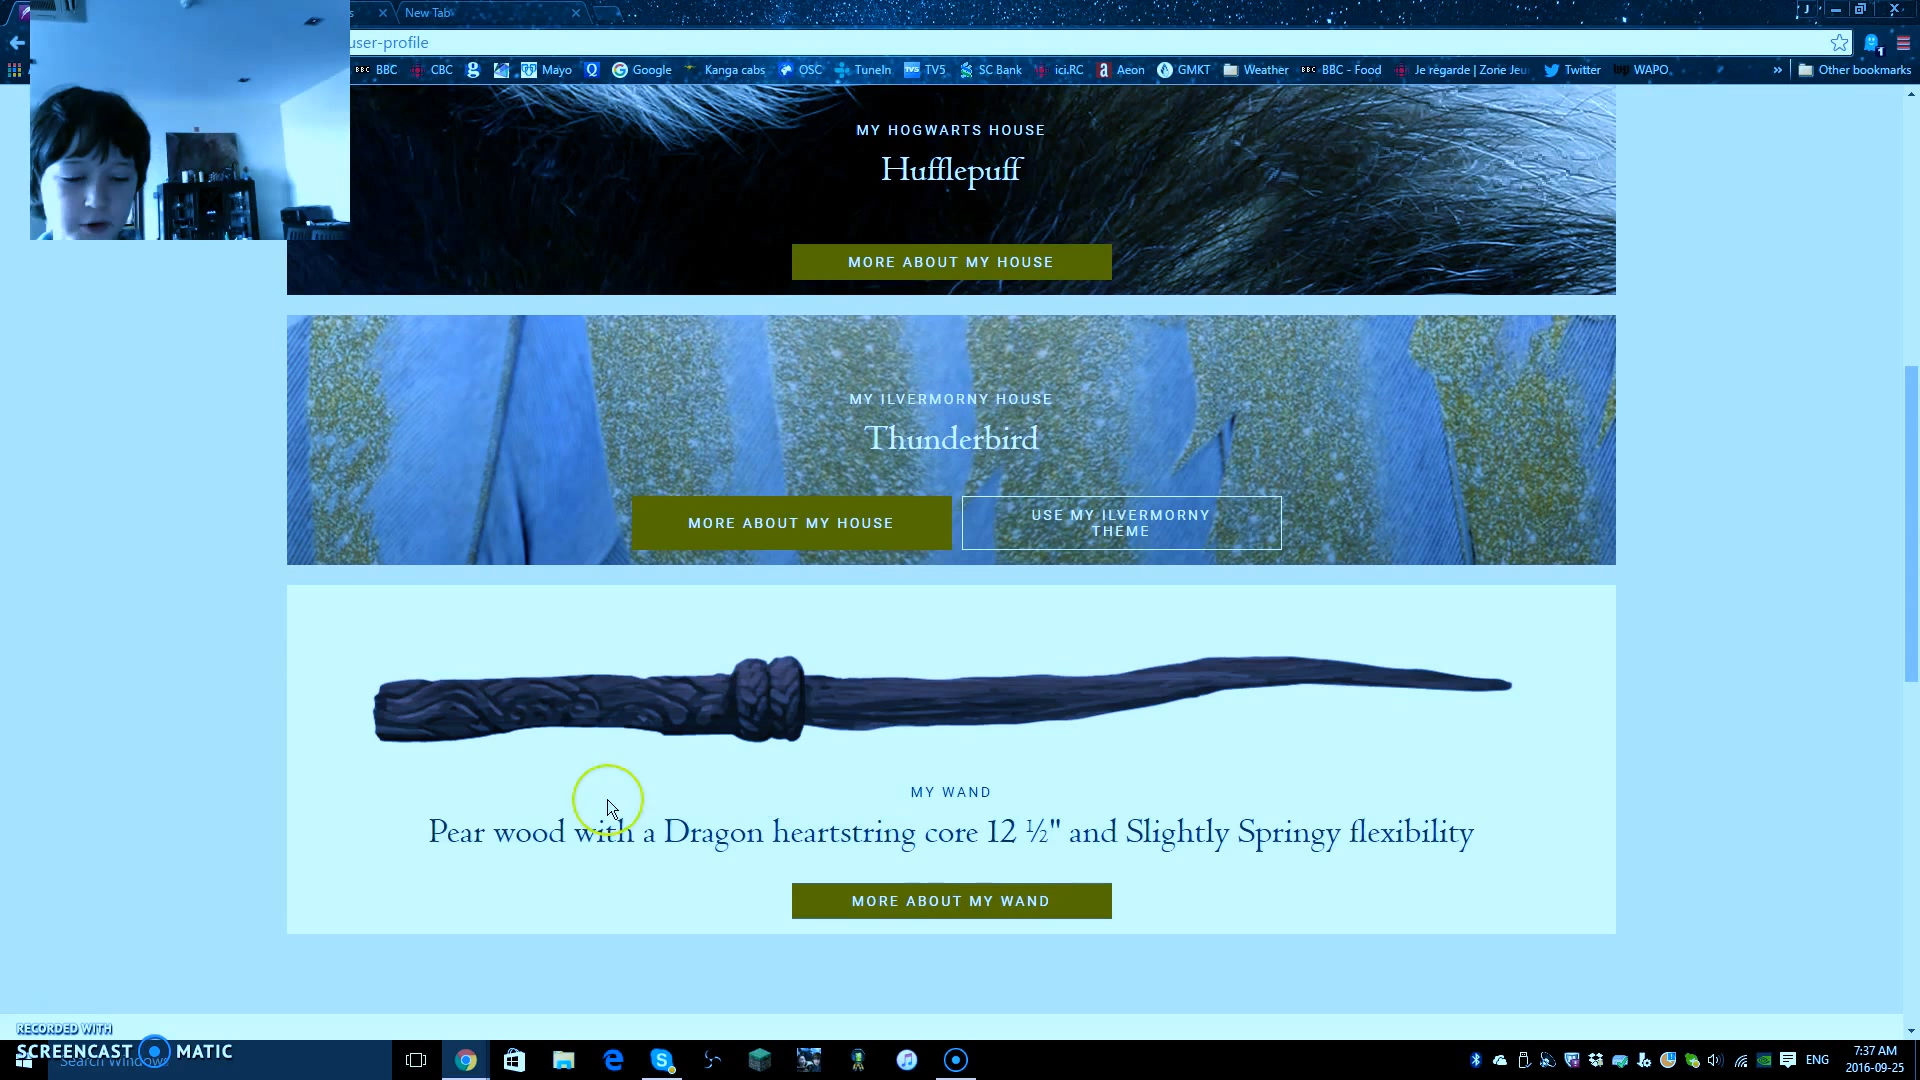 s
New Tab
J
user-profile
BBC
CBC
Mayo
Google
Kanga cabs
OSC
TuneIn
TV5
SC Bank
ici.RC
Aeon
GMKT
Weather
BBC - Food
Je regarde | Zone Jeu
Twitter
WAPO
»
Other bookmarks
MY HOGWARTS HOUSE
Hufflepuff
MORE ABOUT MY HOUSE
MY ILVERMORNY HOUSE
Thunderbird
MORE ABOUT MY HOUSE
USE MY ILVERMORNY
THEME
MY WAND
Pear wood with a Dragon heartstring core 12 ½" and Slightly Springy flexibility
MORE ABOUT MY WAND
RECORDED WITH
SCREENCAST MATIC
Search Windows
ENG
7:37 AM
2016-09-25